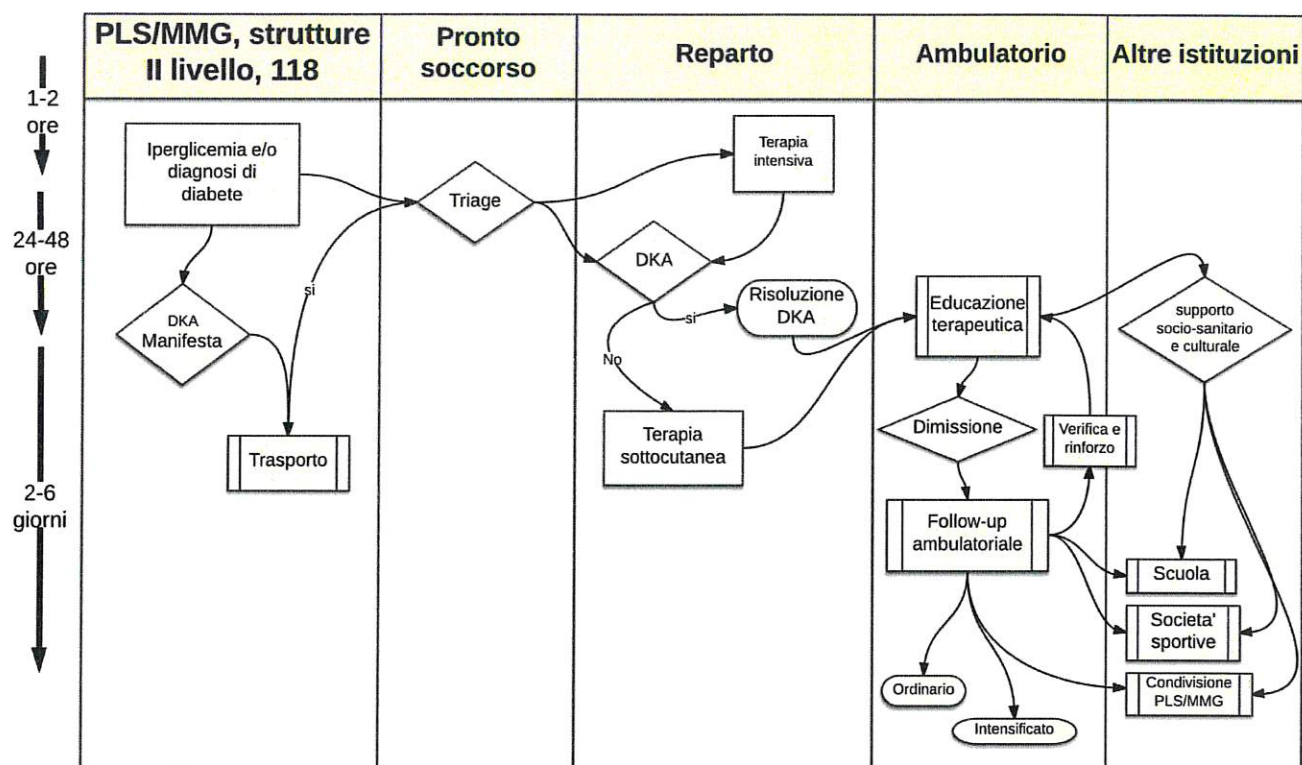 PLS/MMG, strutture
II livello, 118
Pronto
soccorso
Reparto
Ambulatorio
Altre istituzioni
1-2
ore
24-48
ore
2-6
giorni
Iperglicemia e/o
diagnosi di
diabete
DKA
Manifesta
si
Trasporto
Triage
Terapia
intensiva
DKA
si
No
Risoluzione
DKA
Terapia
sottocutanea
Educazione
terapeutica
Dimissione
Verifica e
rinforzo
Follow-up
ambulatoriale
Ordinario
Intensificato
supporto
socio-sanitario
e culturale
Scuola
Societa'
sportive
Condivisione
PLS/MMG